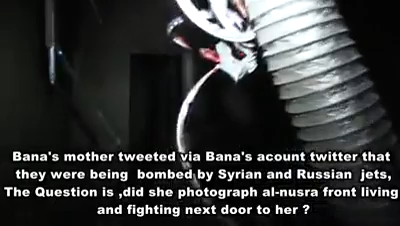 Bana's mother tweeted via Bana's acount twitter that
they were being bombed by Syrian and Russian jets,
The Question is ,did she photograph al-nusra front living
and fighting next door to her ?